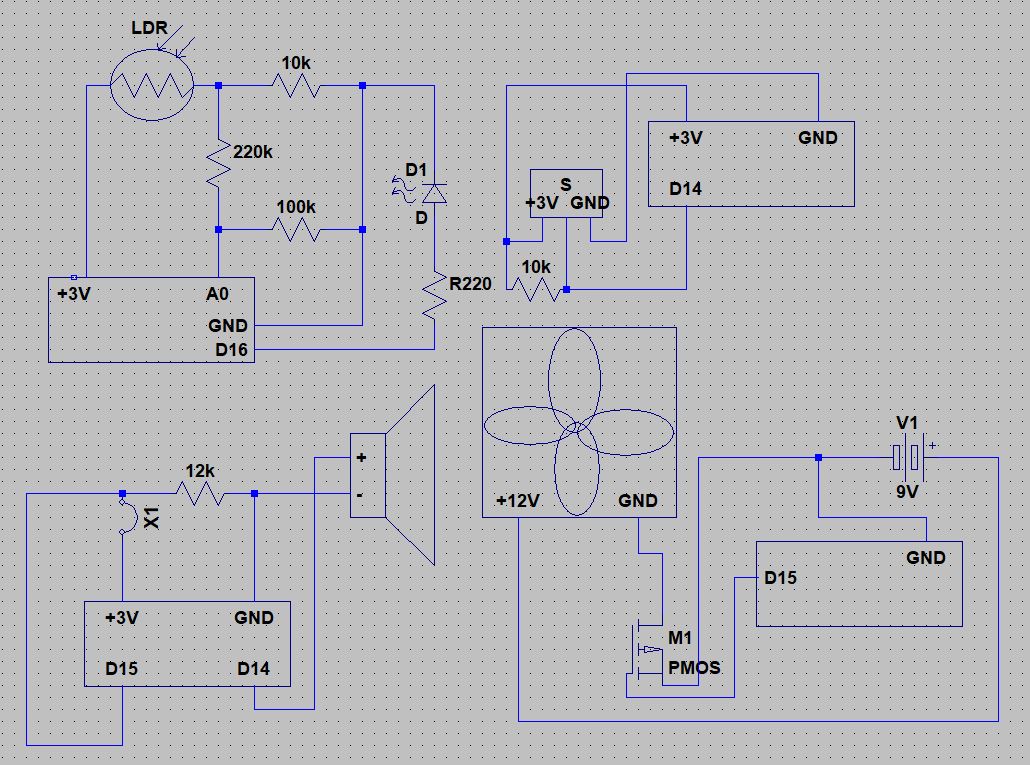 LDR
10k
220k
100k
D1
D
R220
+3V
A0
GND
D16
+3V GND
D14
S
+3V GND
10k
12k
X1
+
-
+3V GND
D15 D14
+12V GND
V1
+
9V
GND
D15
M1
PMOS